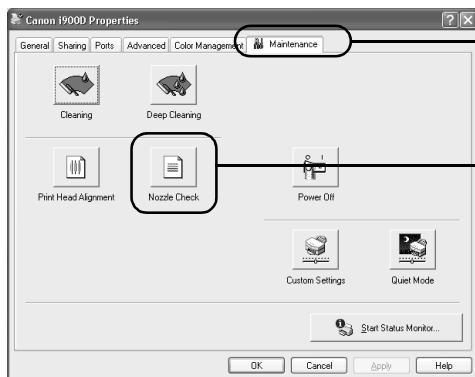 Canon i900D Properties
General Sharing Ports Advanced Color Management Maintenance
Cleaning Deep Cleaning
Print Head Alignment Nozzle Check Power Off
Custom Settings Quiet Mode
Start Status Monitor...
OK Cancel Apply Help